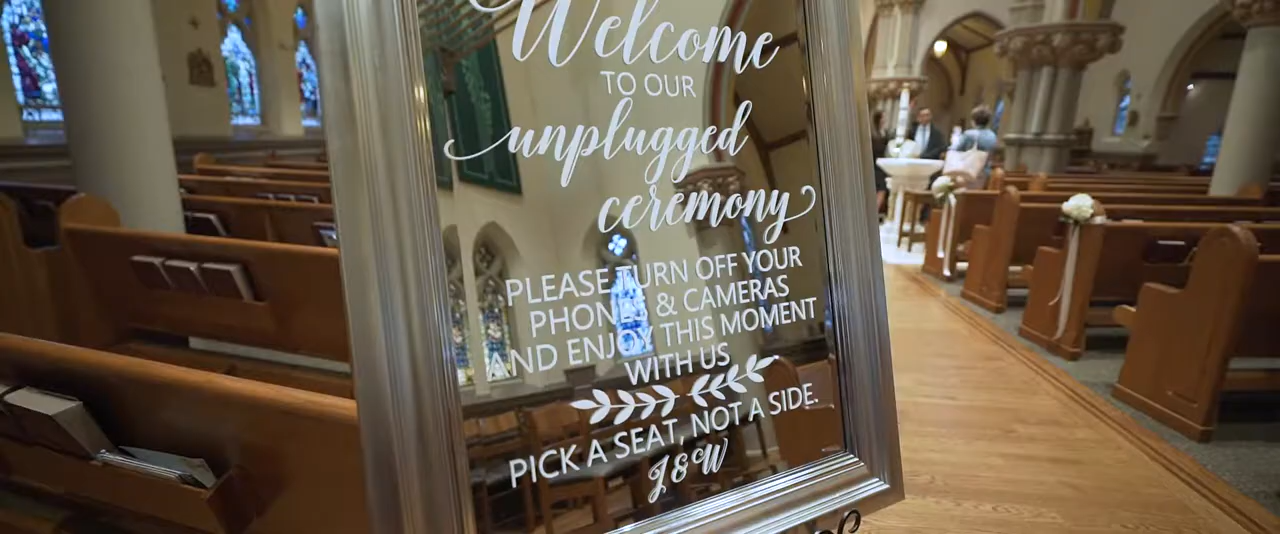 Welcome
TO OUR
unplugged
ceremony
PLEASE TURN OFF YOUR
PHONES & CAMERAS
AND ENJOY THIS MOMENT
WITH US
PICK A SEAT, NOT A SIDE.
J & W